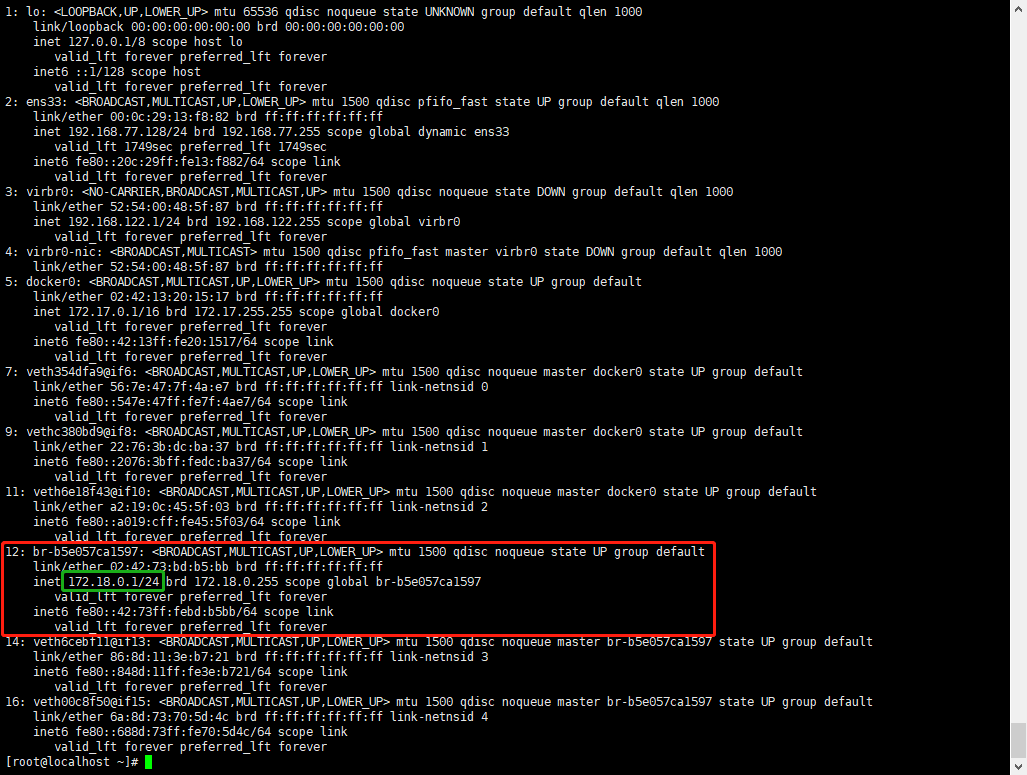 1: lo: <LOOPBACK,UP,LOWER_UP> mtu 65536 qdisc noqueue state UNKNOWN group default qlen 1000
link/loopback 00:00:00:00:00:00 brd 00:00:00:00:00:00
inet 127.0.0.1/8 scope host lo
valid_lft forever preferred_lft forever
inet6 ::1/128 scope host
valid_lft forever preferred_lft forever
2: ens33: <BROADCAST,MULTICAST,UP,LOWER_UP> mtu 1500 qdisc pfifo_fast state UP group default qlen 1000
link/ether 00:0c:29:13:f8:82 brd ff:ff:ff:ff:ff:ff
inet 192.168.77.128/24 brd 192.168.77.255 scope global dynamic ens33
valid_lft 1749sec preferred_lft 1749sec
inet6 fe80::20c:29ff:fe13:f882/64 scope link
valid_lft forever preferred_lft forever
3: virbr0: <NO-CARRIER,BROADCAST,MULTICAST,UP> mtu 1500 qdisc noqueue state DOWN group default qlen 1000
link/ether 52:54:00:48:5f:87 brd ff:ff:ff:ff:ff:ff
inet 192.168.122.1/24 brd 192.168.122.255 scope global virbr0
valid_lft forever preferred_lft forever
4: virbr0-nic: <BROADCAST,MULTICAST> mtu 1500 qdisc pfifo_fast master virbr0 state DOWN group default qlen 1000
link/ether 52:54:00:48:5f:87 brd ff:ff:ff:ff:ff:ff
5: docker0: <BROADCAST,MULTICAST,UP,LOWER_UP> mtu 1500 qdisc noqueue state UP group default
link/ether 02:42:13:20:15:17 brd ff:ff:ff:ff:ff:ff
inet 172.17.0.1/16 brd 172.17.255.255 scope global docker0
valid_lft forever preferred_lft forever
inet6 fe80::42:13ff:fe20:1517/64 scope link
valid_lft forever preferred_lft forever
7: veth354dfa9@if6: <BROADCAST,MULTICAST,UP,LOWER_UP> mtu 1500 qdisc noqueue master docker0 state UP group default
link/ether 56:7e:47:7f:4a:e7 brd ff:ff:ff:ff:ff:ff link-netnsid 0
inet6 fe80::547e:47ff:fe7f:4ae7/64 scope link
valid_lft forever preferred_lft forever
9: vethc380bd9@if8: <BROADCAST,MULTICAST,UP,LOWER_UP> mtu 1500 qdisc noqueue master docker0 state UP group default
link/ether 22:76:3b:dc:ba:37 brd ff:ff:ff:ff:ff:ff link-netnsid 1
inet6 fe80::2076:3bff:fedc:ba37/64 scope link
valid_lft forever preferred_lft forever
11: veth6e18f43@if10: <BROADCAST,MULTICAST,UP,LOWER_UP> mtu 1500 qdisc noqueue master docker0 state UP group default
link/ether a2:19:0c:45:5f:03 brd ff:ff:ff:ff:ff:ff link-netnsid 2
inet6 fe80::a019:cff:fe45:5f03/64 scope link
valid_lft forever preferred_lft forever
12: br-b5e057ca1597: <BROADCAST,MULTICAST,UP,LOWER_UP> mtu 1500 qdisc noqueue state UP group default
link/ether 02:42:73:bd:b5:bb brd ff:ff:ff:ff:ff:ff
inet 172.18.0.1/24 brd 172.18.0.255 scope global br-b5e057ca1597
valid_lft forever preferred_lft forever
inet6 fe80::42:73ff:febd:b5bb/64 scope link
valid_lft forever preferred_lft forever
14: veth6cebf11@if13: <BROADCAST,MULTICAST,UP,LOWER_UP> mtu 1500 qdisc noqueue master br-b5e057ca1597 state UP group default
link/ether 86:8d:11:3e:b7:21 brd ff:ff:ff:ff:ff:ff link-netnsid 3
inet6 fe80::848d:11ff:fe3e:b721/64 scope link
valid_lft forever preferred_lft forever
16: veth00c8f50@if15: <BROADCAST,MULTICAST,UP,LOWER_UP> mtu 1500 qdisc noqueue master br-b5e057ca1597 state UP group default
link/ether 6a:8d:73:70:5d:4c brd ff:ff:ff:ff:ff:ff link-netnsid 4
inet6 fe80::688d:73ff:fe70:5d4c/64 scope link
valid_lft forever preferred_lft forever
[root@localhost ~]#